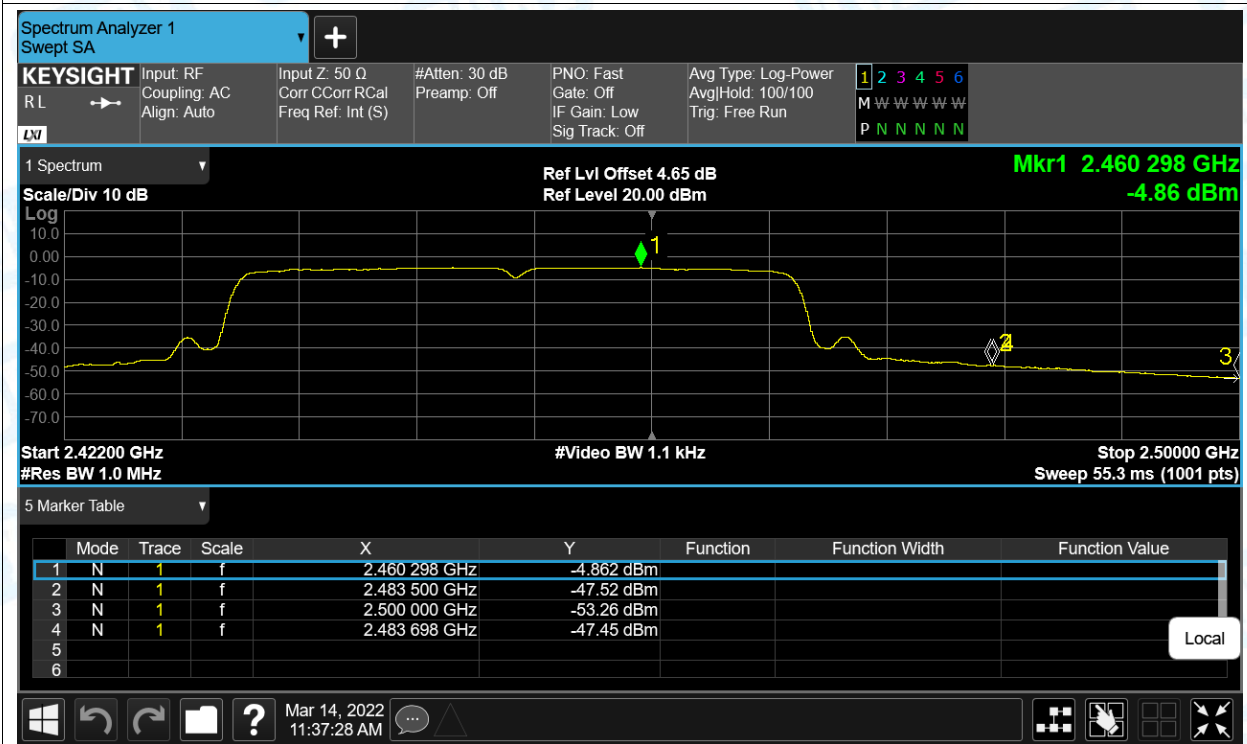 Spectrum Analyzer 1
Swept SA
KEYSIGHT Input: RF Input Z: 50 Ω #Atten: 30 dB PNO: Fast Avg Type: Log-Power 1 2 3 4 5 6
R L Coupling: AC Corr CCorr RCal Preamp: Off Gate: Off Avg|Hold: 100/100 M W W W W W W
Align: Auto Freq Ref: Int (S) IF Gain: Low Trig: Free Run
LXI Sig Track: Off P N N N N N
1 Spectrum Ref Lvl Offset 4.65 dB Mkr1 2.460 298 GHz
Scale/Div 10 dB Ref Level 20.00 dBm -4.86 dBm
Log
10.0
0.00
-10.0
-20.0
-30.0
-40.0
-50.0
-60.0
-70.0
1
2 4
3
Start 2.42200 GHz #Video BW 1.1 kHz Stop 2.50000 GHz
#Res BW 1.0 MHz Sweep 55.3 ms (1001 pts)
5 Marker Table
Mode Trace Scale X Y Function Function Width Function Value
1 N 1 f 2.460 298 GHz -4.862 dBm
2 N 1 f 2.483 500 GHz -47.52 dBm
3 N 1 f 2.500 000 GHz -53.26 dBm
4 N 1 f 2.483 698 GHz -47.45 dBm
5
6
Local
? Mar 14, 2022
11:37:28 AM